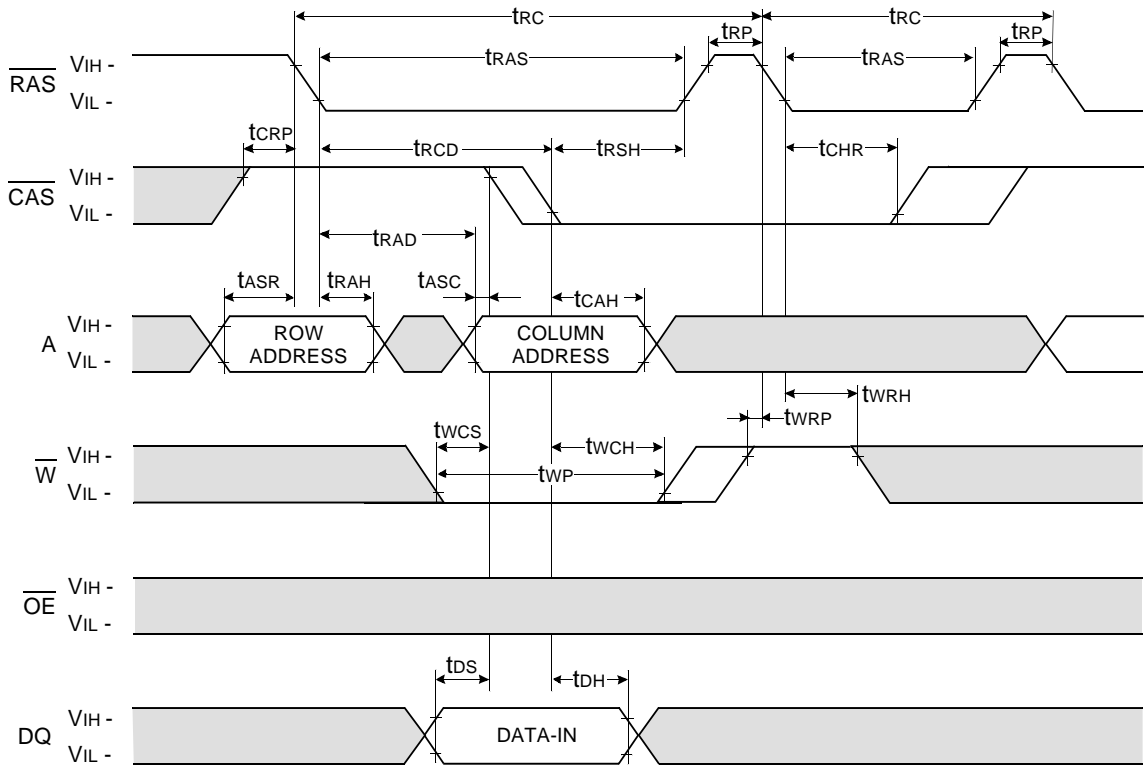 tRC tRC
tRP tRP
tRAS tRAS
RAS VIH -
VIL -
tCRP tRCD tRSH tCHR
CAS VIH -
VIL -
tRAD
tASR tRAH tASC tCAH
A VIH -
VIL -
ROW ADDRESS
COLUMN ADDRESS
tWRH
tWRP
tWCS tWCH
tWP
W VIH -
VIL -
OE VIH -
VIL -
tDS tDH
DQ VIH -
VIL -
DATA-IN